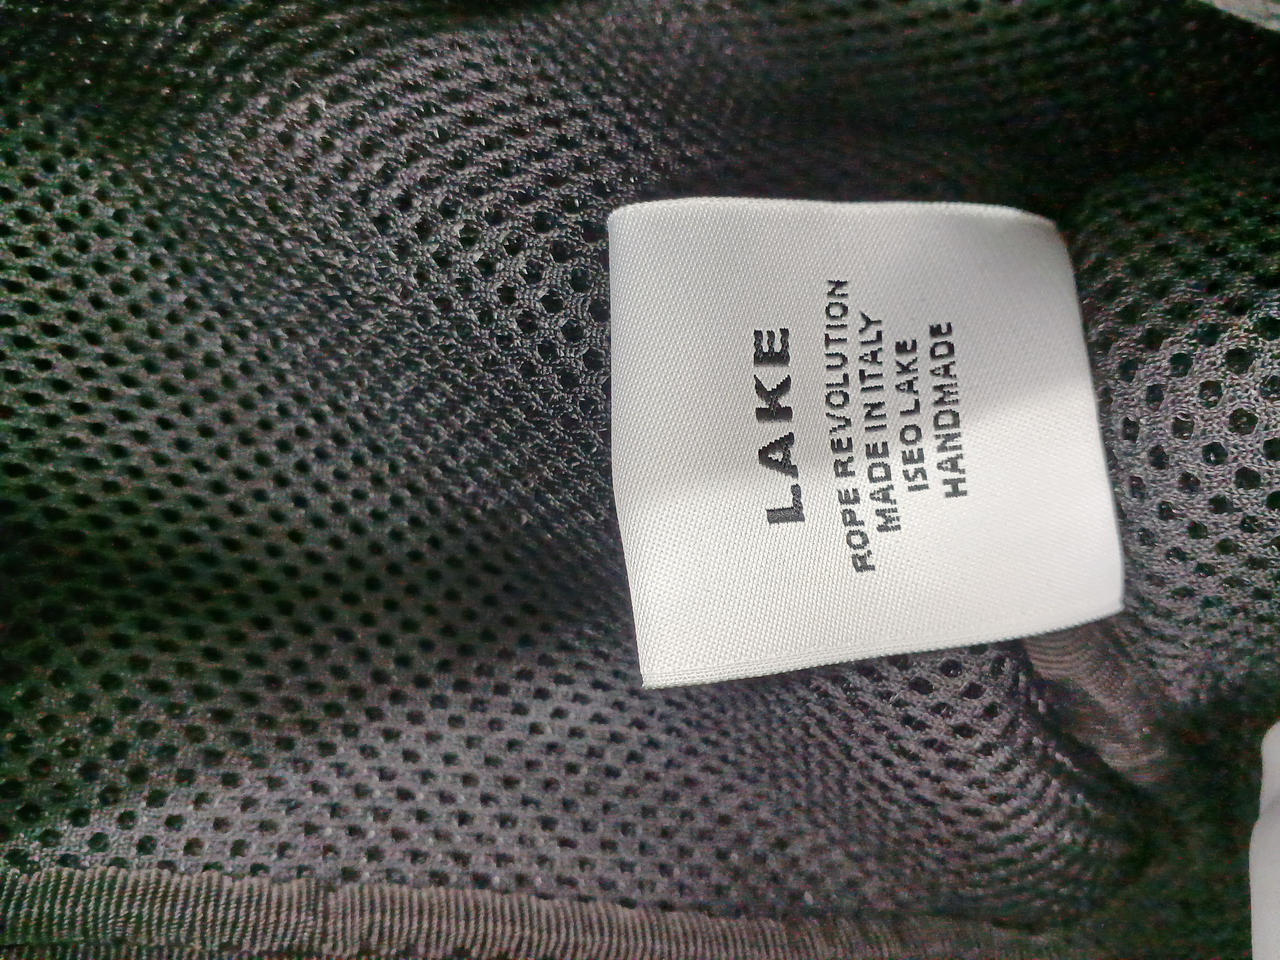 LAKE
ROPE REVOLUTION
MADE IN ITALY
ISEO LAKE
HANDMADE